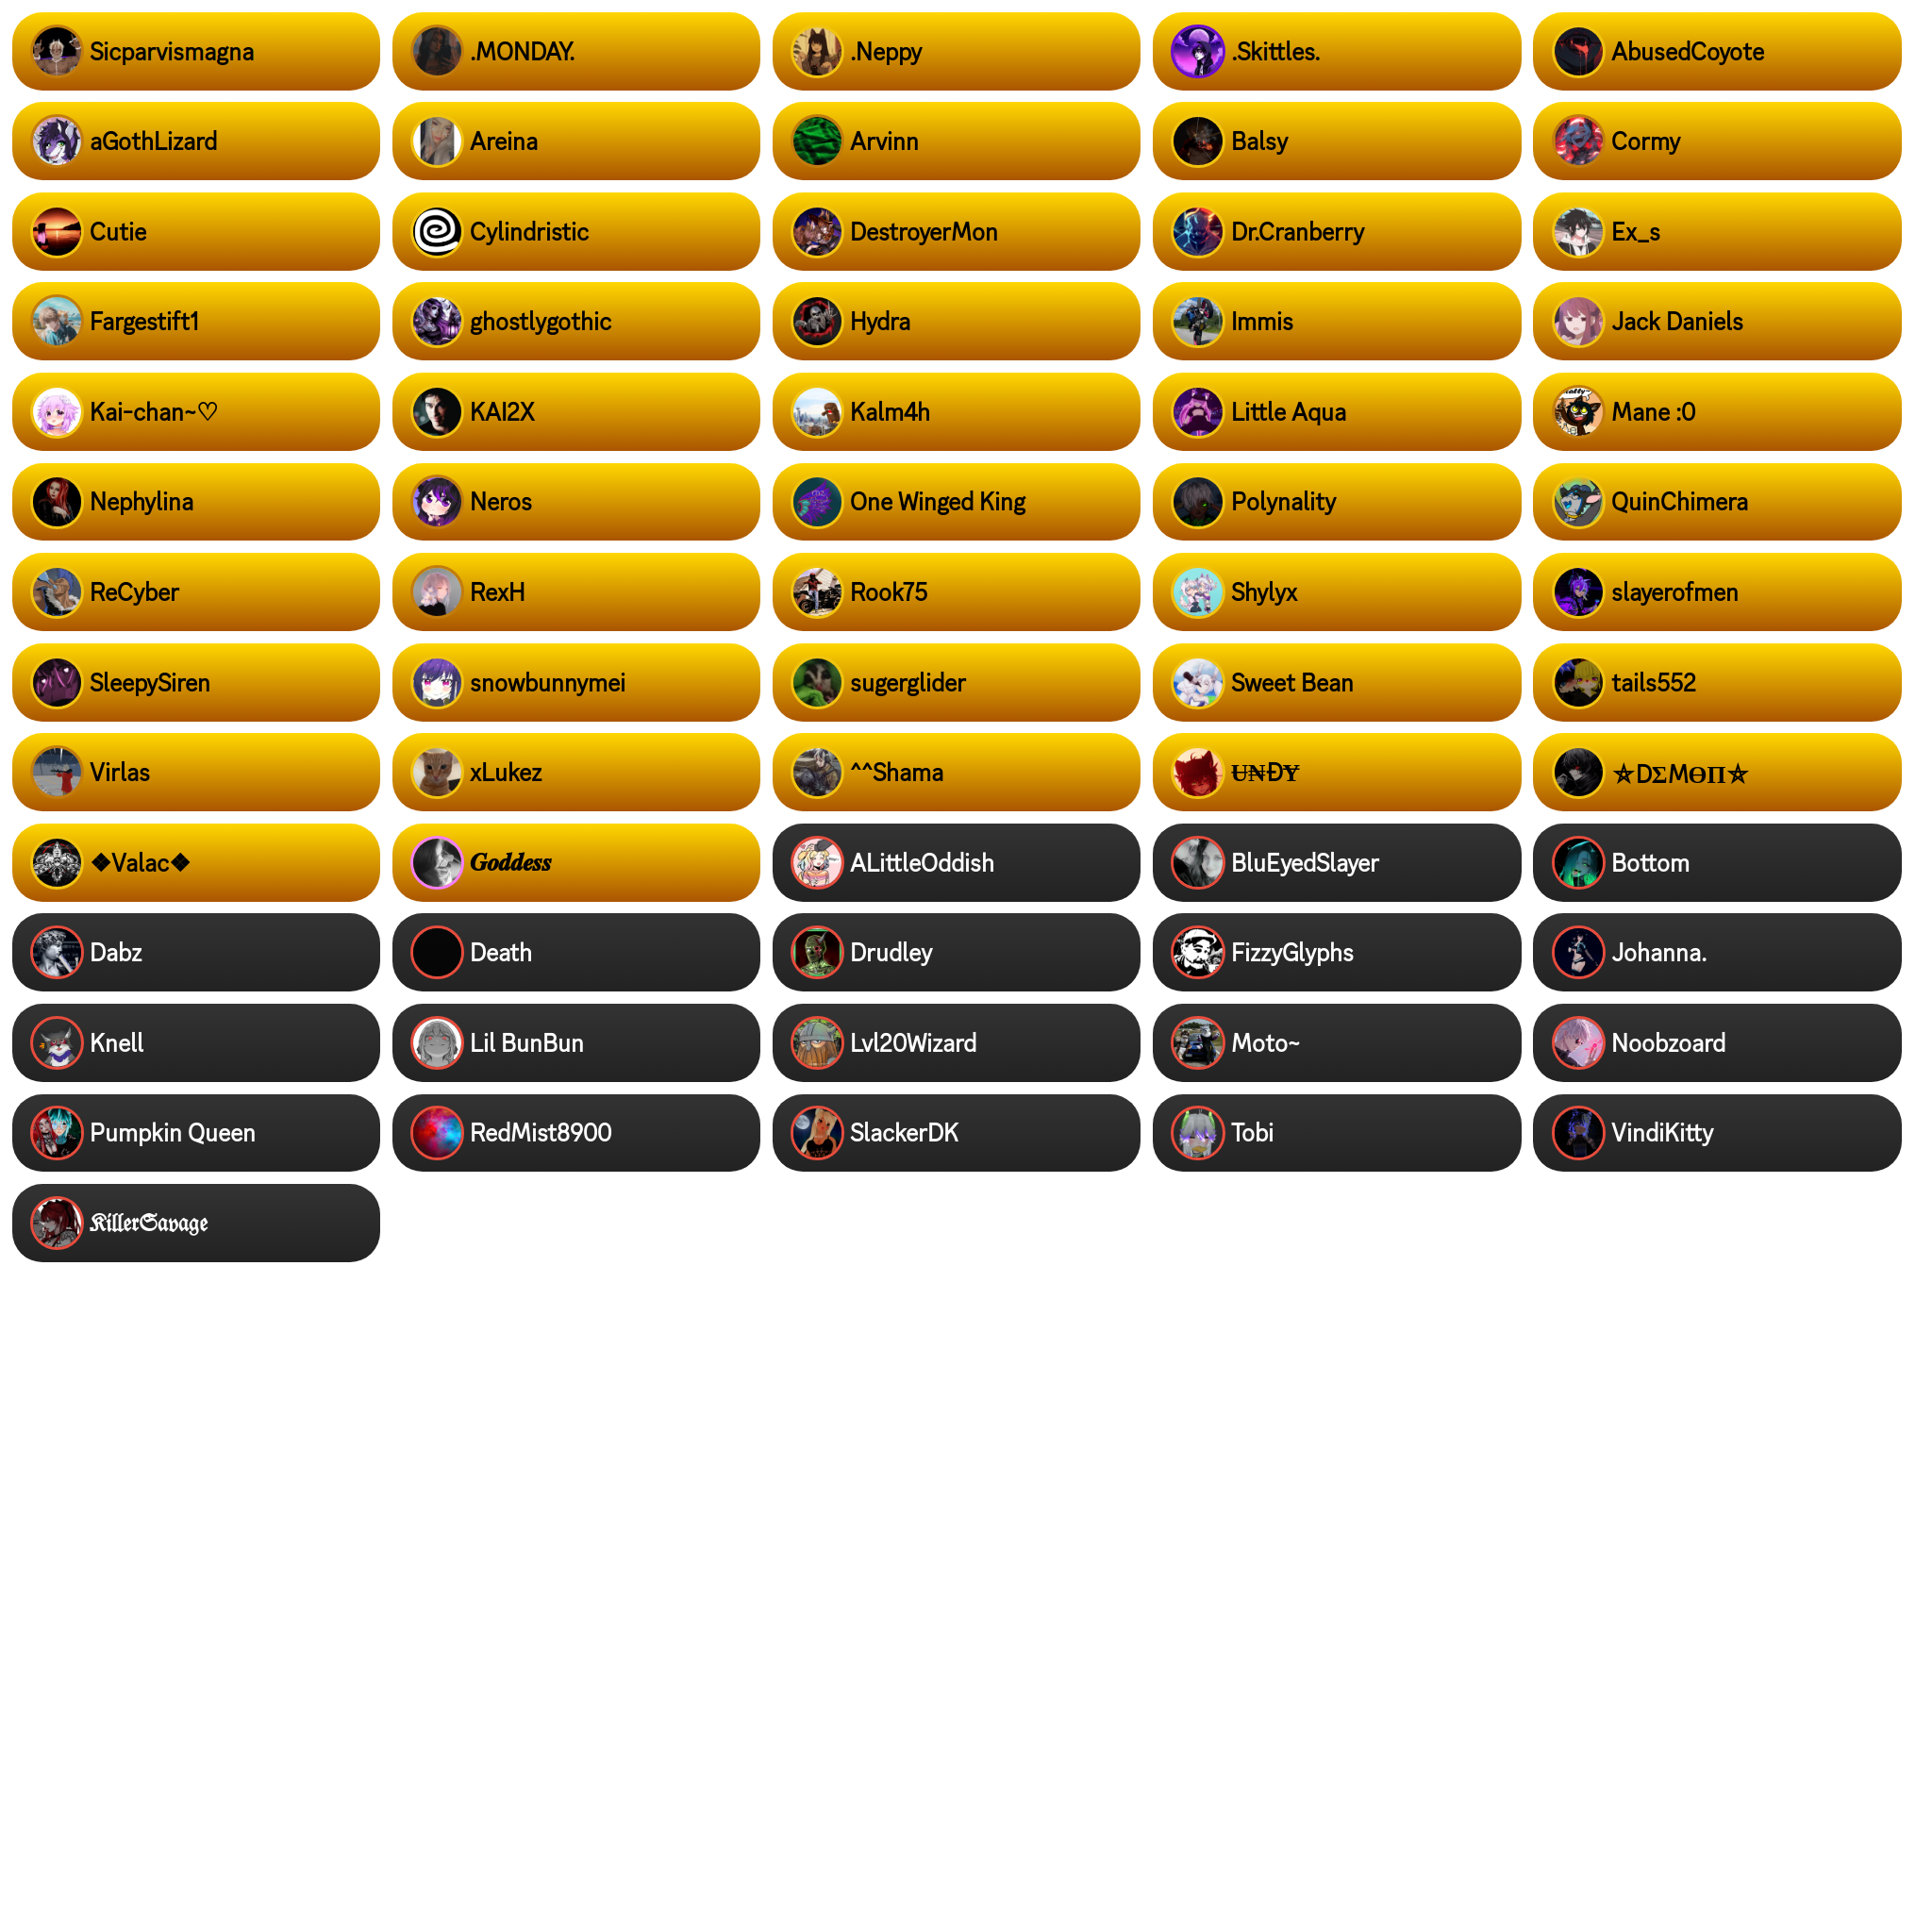 Sicparvismagna
.MONDAY.
.Neppy
.Skittles.
AbusedCoyote
aGothLizard
Areina
Arvinn
Balsy
Cormy
Cutie
Cylindristic
DestroyerMon
Dr.Cranberry
Ex_s
Fargestift1
ghostlygothic
Hydra
Immis
Jack Daniels
Kai-chan~♡
KAI2X
Kalm4h
Little Aqua
Mane :0
Nephylina
Neros
One Winged King
Polynality
QuinChimera
ReCyber
RexH
Rook75
Shylyx
slayerofmen
SleepySiren
snowbunnymei
sugerglider
Sweet Bean
tails552
Virlas
xLukez
^^Shama
U̶₦ĐɎ
⛤DΣMӨΠ⛤
❖Valac❖
𝑮𝒐𝒅𝒅𝒆𝒔𝒔
ALittleOddish
BluEyedSlayer
Bottom
Dabz
Death
Drudley
FizzyGlyphs
Johanna.
Knell
Lil BunBun
Lvl20Wizard
Moto~
Noobzoard
Pumpkin Queen
RedMist8900
SlackerDK
Tobi
VindiKitty
𝕶𝖎𝖑𝖑𝖊𝖗𝕾𝖆𝖛𝖆𝖌𝖊